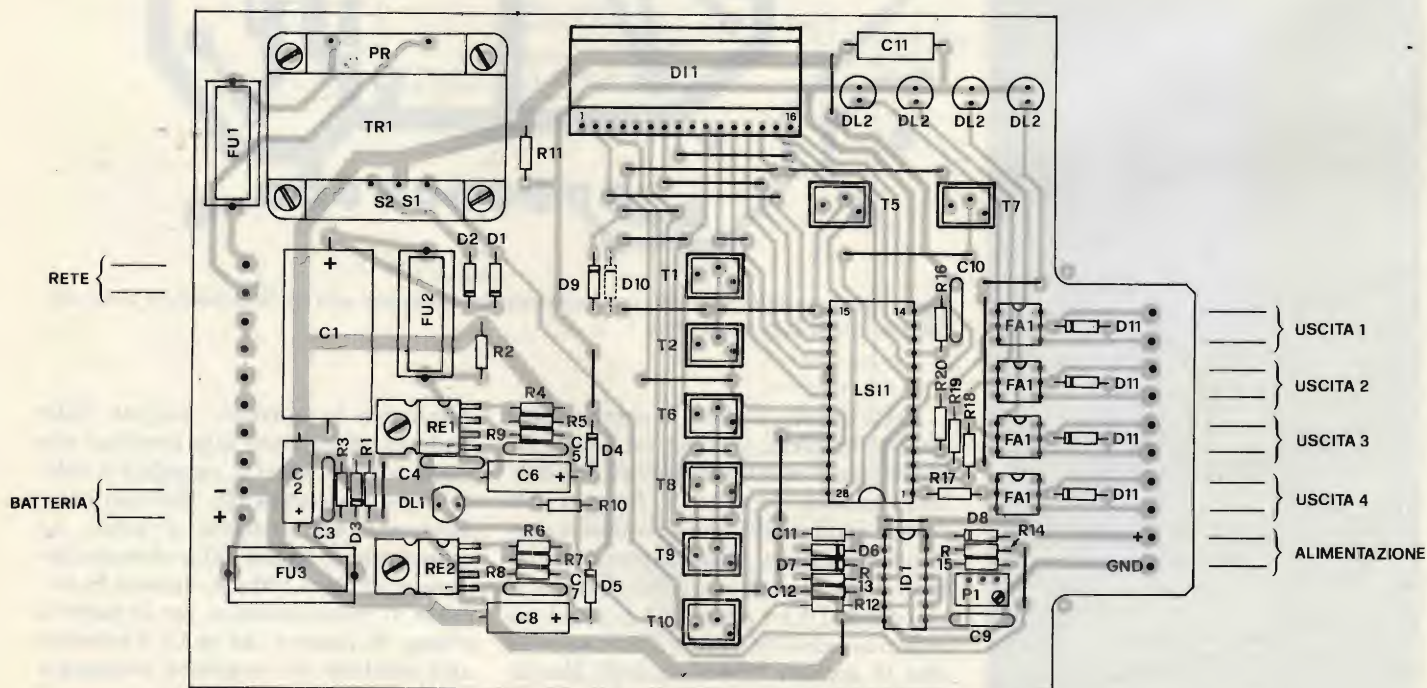 PR
C11
DI1
TR1
FU1
1
16
DL2
DL2
DL2
DL2
R11
S2 S1
T5
T7
D2 D1
RETE
+
C1
FU2
D9
D10
T1
C10
R16
15
14
FA1
D11
USCITA 1
R2
T2
LSI1
R20
R19
R18
FA1
D11
USCITA 2
R4
RE1
R5
R9
C5
T6
FA1
D11
USCITA 3
R3
R1
C4
C6
+
D4
C2
+
T8
28
1
R17
FA1
D11
USCITA 4
BATTERIA
-
+
DL1
R10
C3
D3
C11
D6
D8
R14
+
ALIMENTAZIONE
R6
RE2
R7
R8
C7
T9
D7
R13
R15
GND
FU3
1
D5
C12
ID1
P1
C8
+
T10
R12
C9